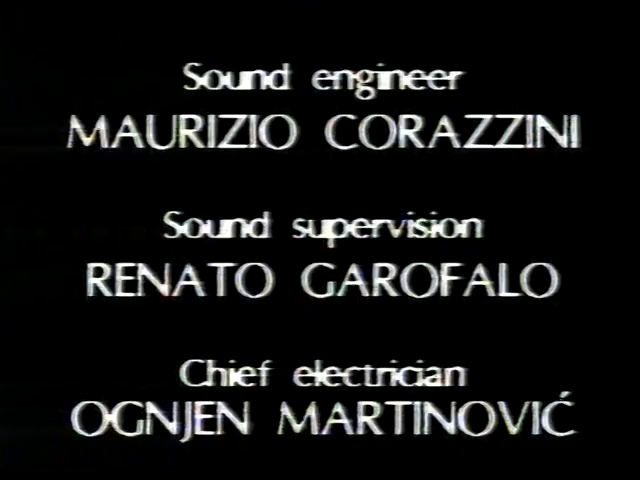 Sound engineer
MAURIZIO CORAZZINI
Sound supervision
RENATO GAROFALO
Chief electrician
OGNJEN MARTINOVIĆ